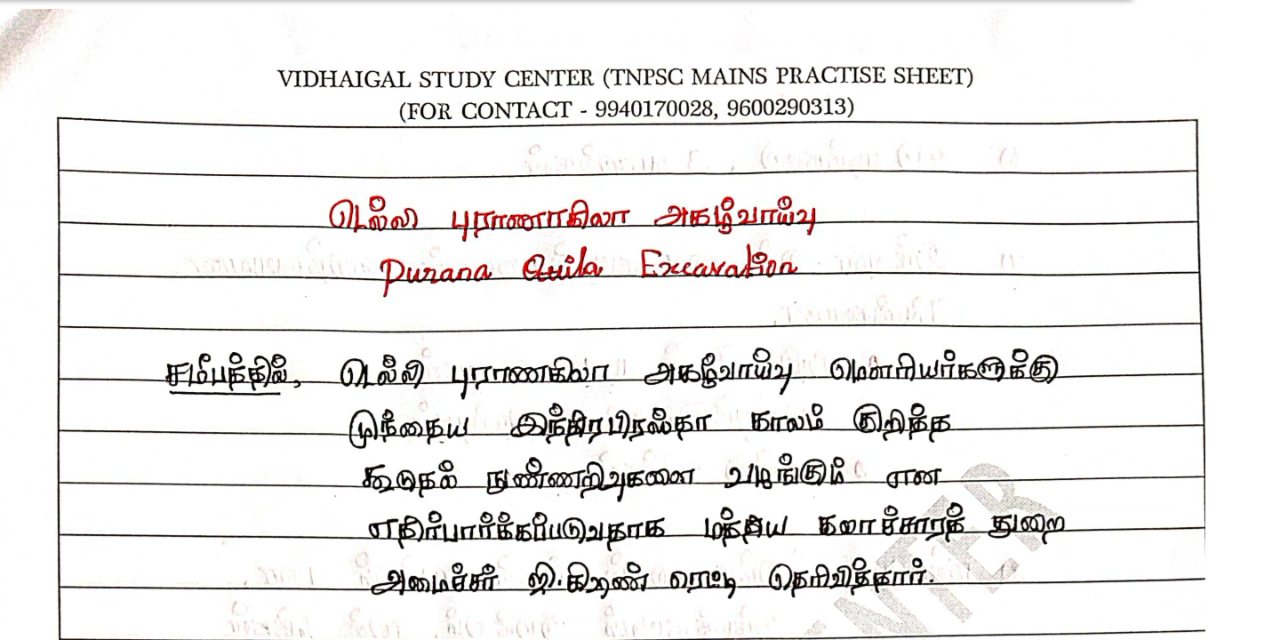 VIDHAIGAL STUDY CENTER (TNPSC MAINS PRACTISE SHEET)
(FOR CONTACT - 9940170028, 9600290313)
டெல்லி புராணாகிலா அகழ்வாய்வு
Purana Quila Excavation
சமீபத்தில், டெல்லி புராணகிலா அகழ்வாய்வு மௌரியர்களுக்கு
முந்தைய இந்திரபிரஸ்தா காலம் குறித்த
கூடுதல் நுண்ணறிவுகளை வழங்கும் என
எதிர்பார்க்கப்படுவதாக மத்திய கலாச்சாரத் துறை
அமைச்சர் ஜி.கிஷண் ரெட்டி தெரிவித்தார்.
ENTER